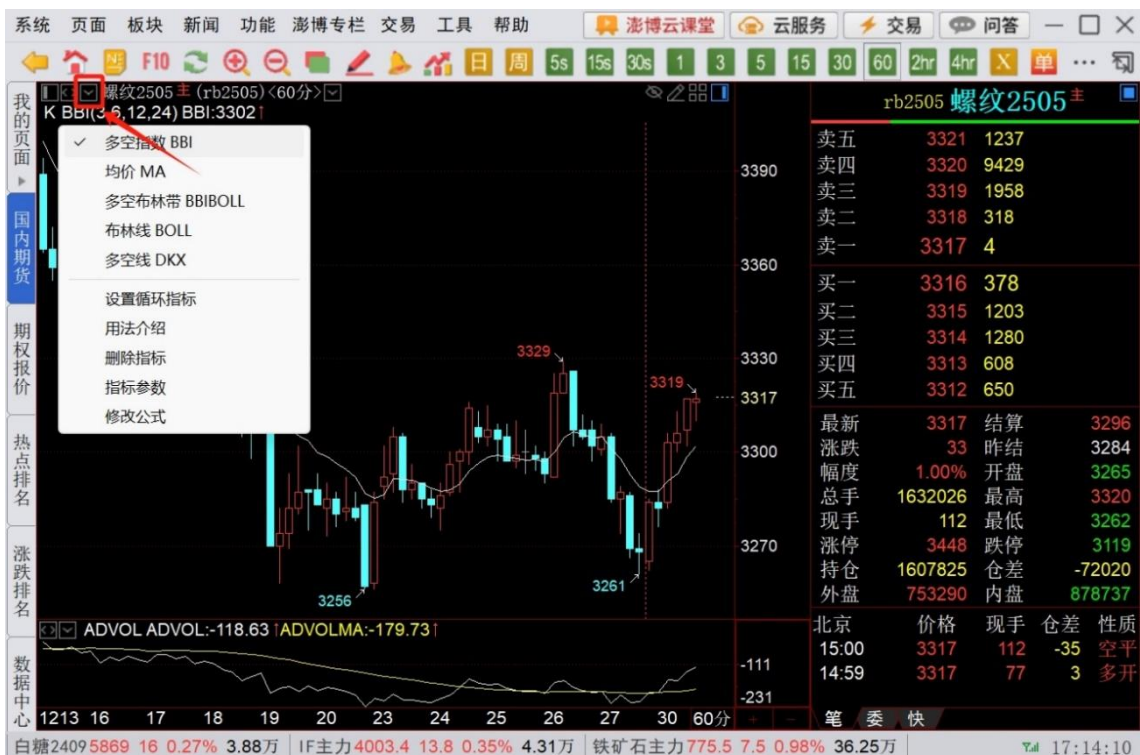 系统 页面 板块 新闻 功能 澎博专栏 交易 工具 帮助 澎博云课堂 云服务 交易 问答
F10 日 周 5s 15s 30s 1 3 5 15 30 60 2hr 4hr X 单 ...
我的页面
国内期货
期权报价
热点排名
涨跌排名
数据中心
螺纹2505主(rb2505)<60分>
K BBI(3,6,12,24) BBI:3302↑
✓ 多空指数 BBI
均价 MA
多空布林带 BBIBOLL
布林线 BOLL
多空线 DKX
设置循环指标
用法介绍
删除指标
指标参数
修改公式
3390
3360
3330
3317
3300
3270
3329
3319
3256
3261
ADVOL ADVOL:-118.63↑ADVOLMA:-179.73↑
-111
-231
1213 16 17 18 19 20 23 24 25 26 27 30 60分 + -
rb2505 螺纹2505主
卖五 3321 1237
卖四 3320 9429
卖三 3319 1958
卖二 3318 318
卖一 3317 4
买一 3316 378
买二 3315 1203
买三 3314 1280
买四 3313 608
买五 3312 650
最新 3317 结算 3296
涨跌 33 昨结 3284
幅度 1.00% 开盘 3265
总手 1632026 最高 3320
现手 112 最低 3262
涨停 3448 跌停 3119
持仓 1607825 仓差 -72020
外盘 753290 内盘 878737
北京 价格 现手 仓差 性质
15:00 3317 112 -35 空平
14:59 3317 77 3 多开
笔 委 快
白糖2409 5869 16 0.27% 3.88万 IF主力 4003.4 13.8 0.35% 4.31万 铁矿石主力 775.5 7.5 0.98% 36.25万 17:14:10